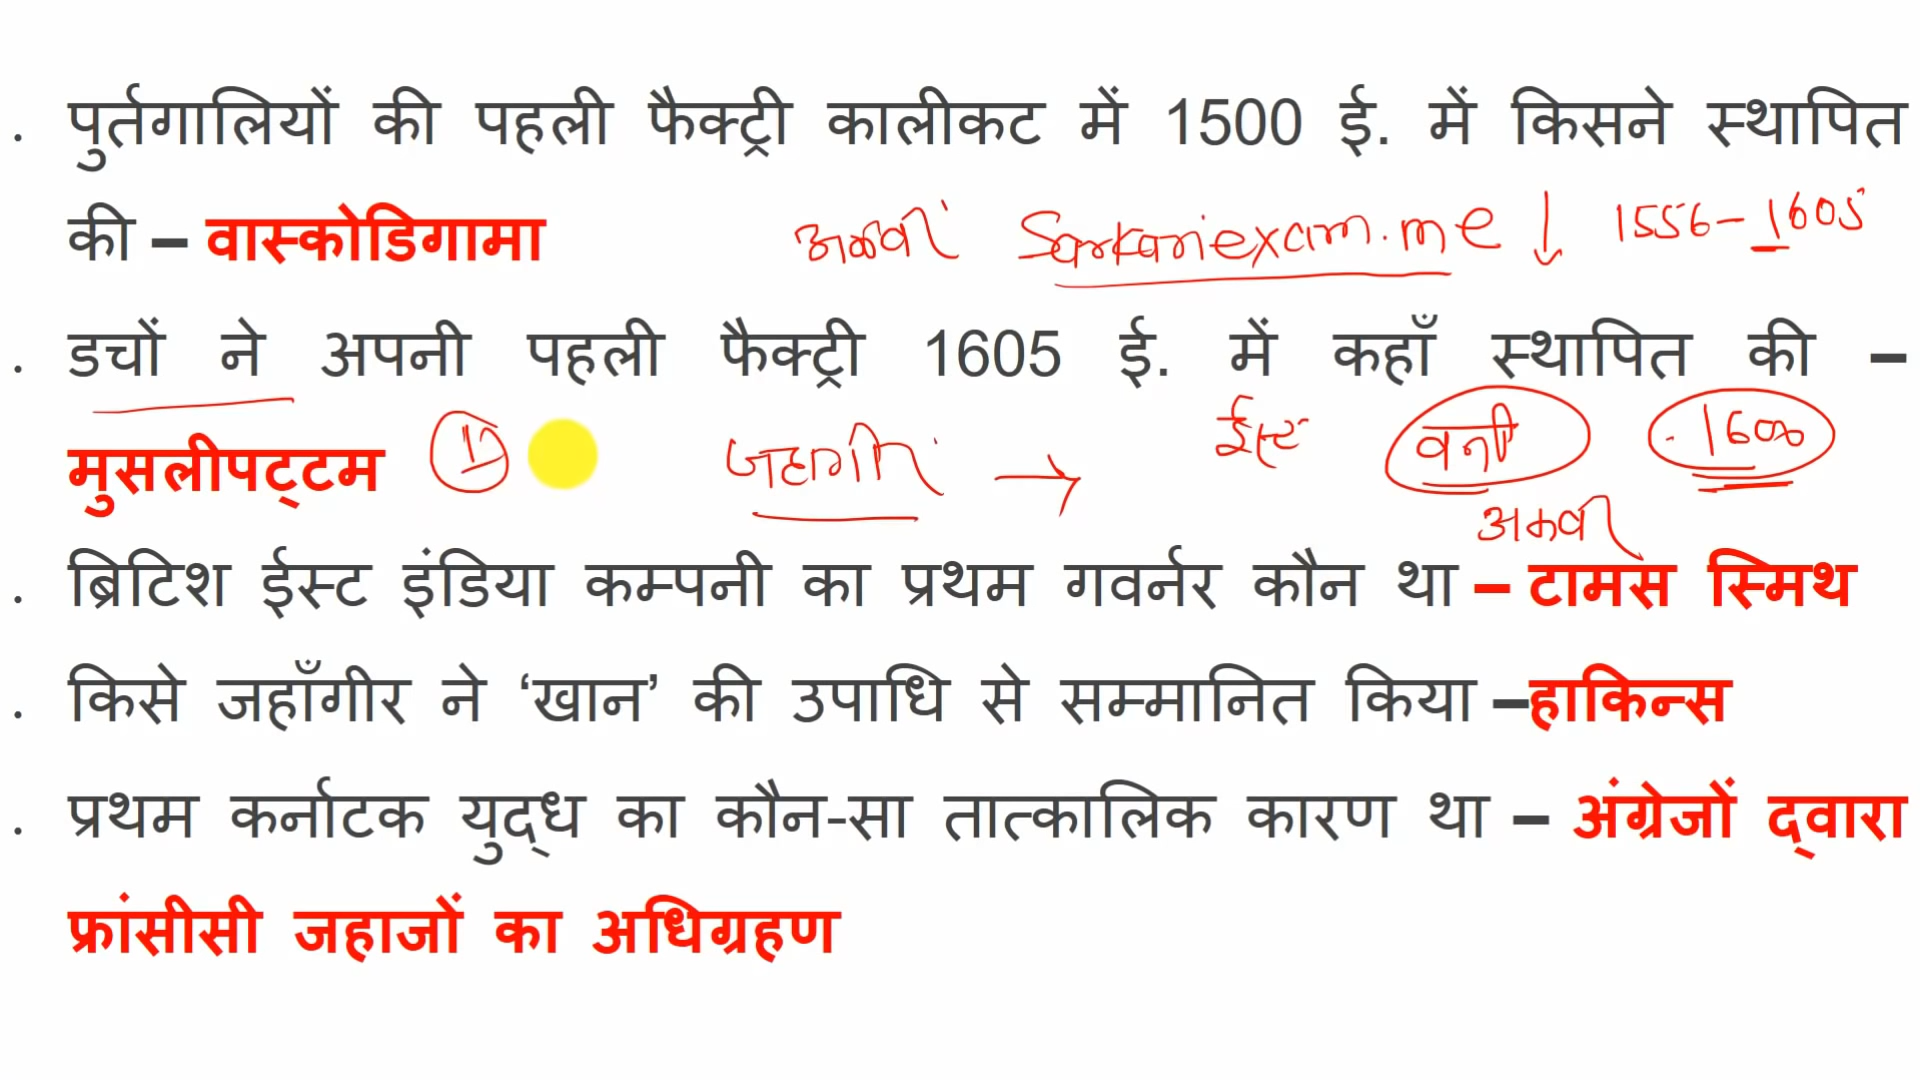 . पुर्तगालियों की पहली फैक्ट्री कालीकट में 1500 ई. में किसने स्थापित
की – वास्कोडिगामा
अकबर Sarkariexam.me ↓ 1556-1605
. डचों ने अपनी पहली फैक्ट्री 1605 ई. में कहाँ स्थापित की –
मुसलीपट्टम
जहागीर → ईस्ट बनी 1600
अकबर
. ब्रिटिश ईस्ट इंडिया कम्पनी का प्रथम गवर्नर कौन था – टामस स्मिथ
. किसे जहाँगीर ने ‘खान’ की उपाधि से सम्मानित किया –हाकिन्स
. प्रथम कर्नाटक युद्ध का कौन-सा तात्कालिक कारण था – अंग्रेजों द्वारा
फ्रांसीसी जहाजों का अधिग्रहण